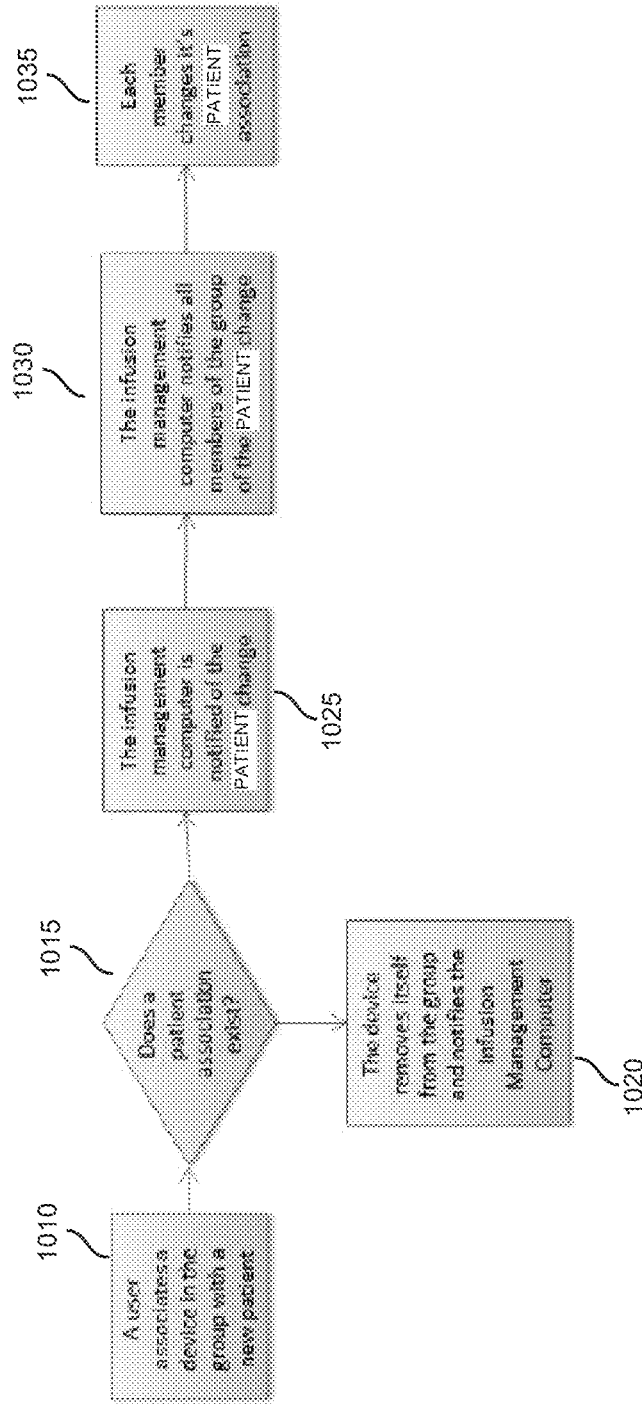 1010
A user
associates a
device in the
group with a
new patient
1015
Does a
patient
association
exist?
1020
The device
removes itself
from the group
and notifies the
Infusion
Management
Computer
1025
The infusion
management
computer is
notified of the
PATIENT change
1030
The infusion
management
computer notifies all
members of the group
of the PATIENT change
1035
Each
member
changes it's
PATIENT
association